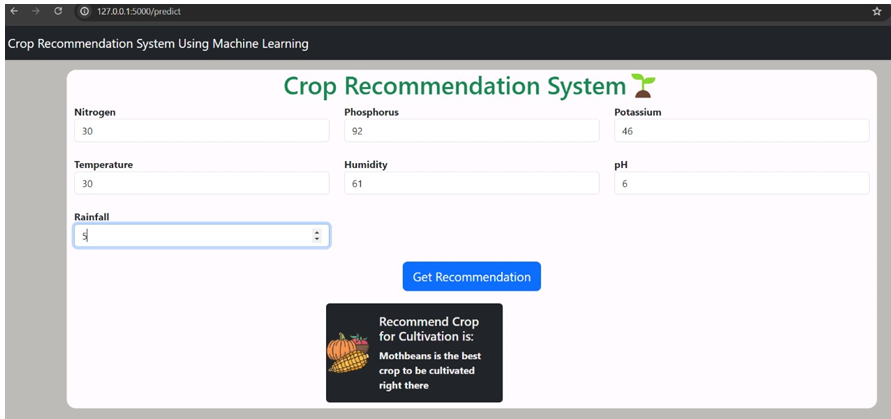 127.0.0.1:5000/predict
Crop Recommendation System Using Machine Learning
Crop Recommendation System
Nitrogen Phosphorus Potassium
30 92 46
Temperature Humidity pH
30 61 6
Rainfall
5
Get Recommendation
Recommend Crop
for Cultivation is:
Mothbeans is the best
crop to be cultivated
right there